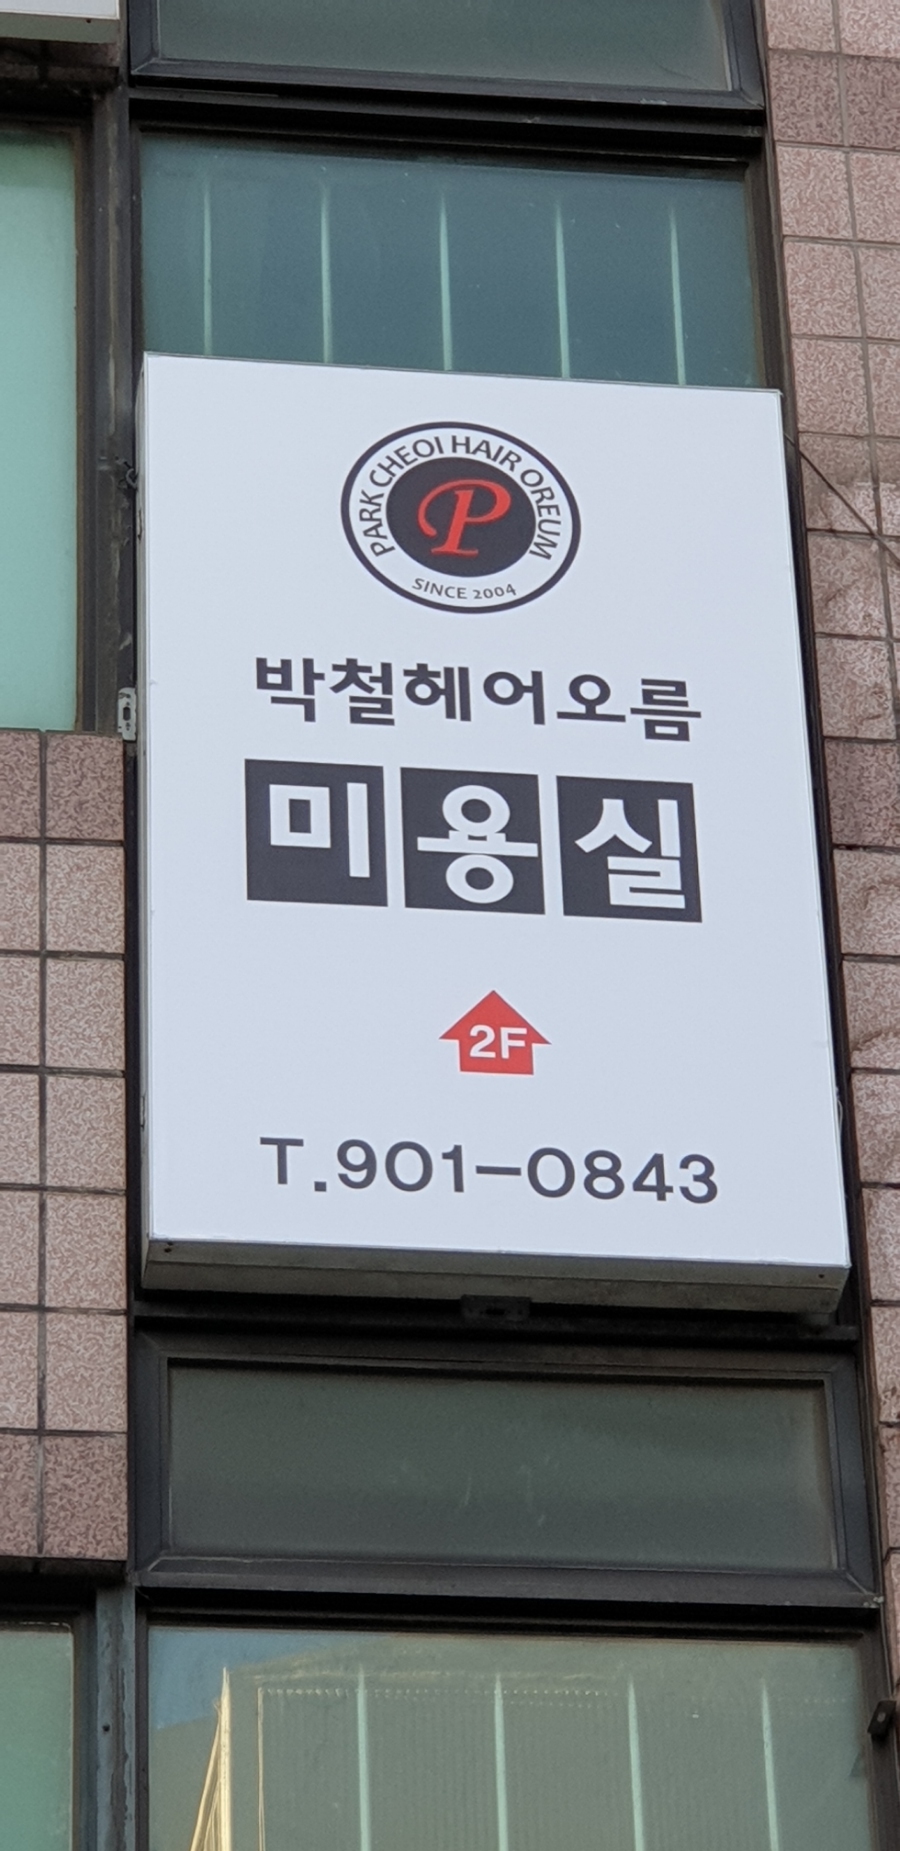 PARK CHEOI HAIR OREUM
P
SINCE 2004
박철헤어오름
미용실
2F
T.901-0843